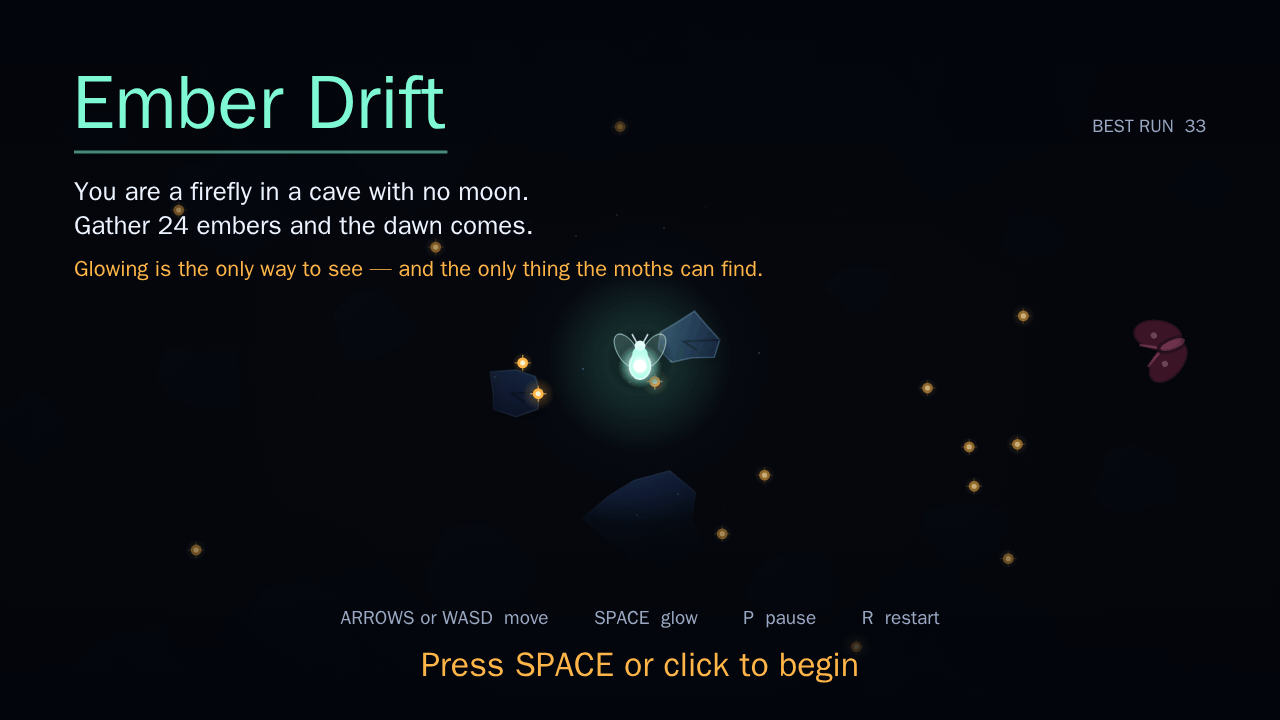 Ember Drift
BEST RUN 33
You are a firefly in a cave with no moon.
Gather 24 embers and the dawn comes.
Glowing is the only way to see — and the only thing the moths can find.
ARROWS or WASD move SPACE glow P pause R restart
Press SPACE or click to begin